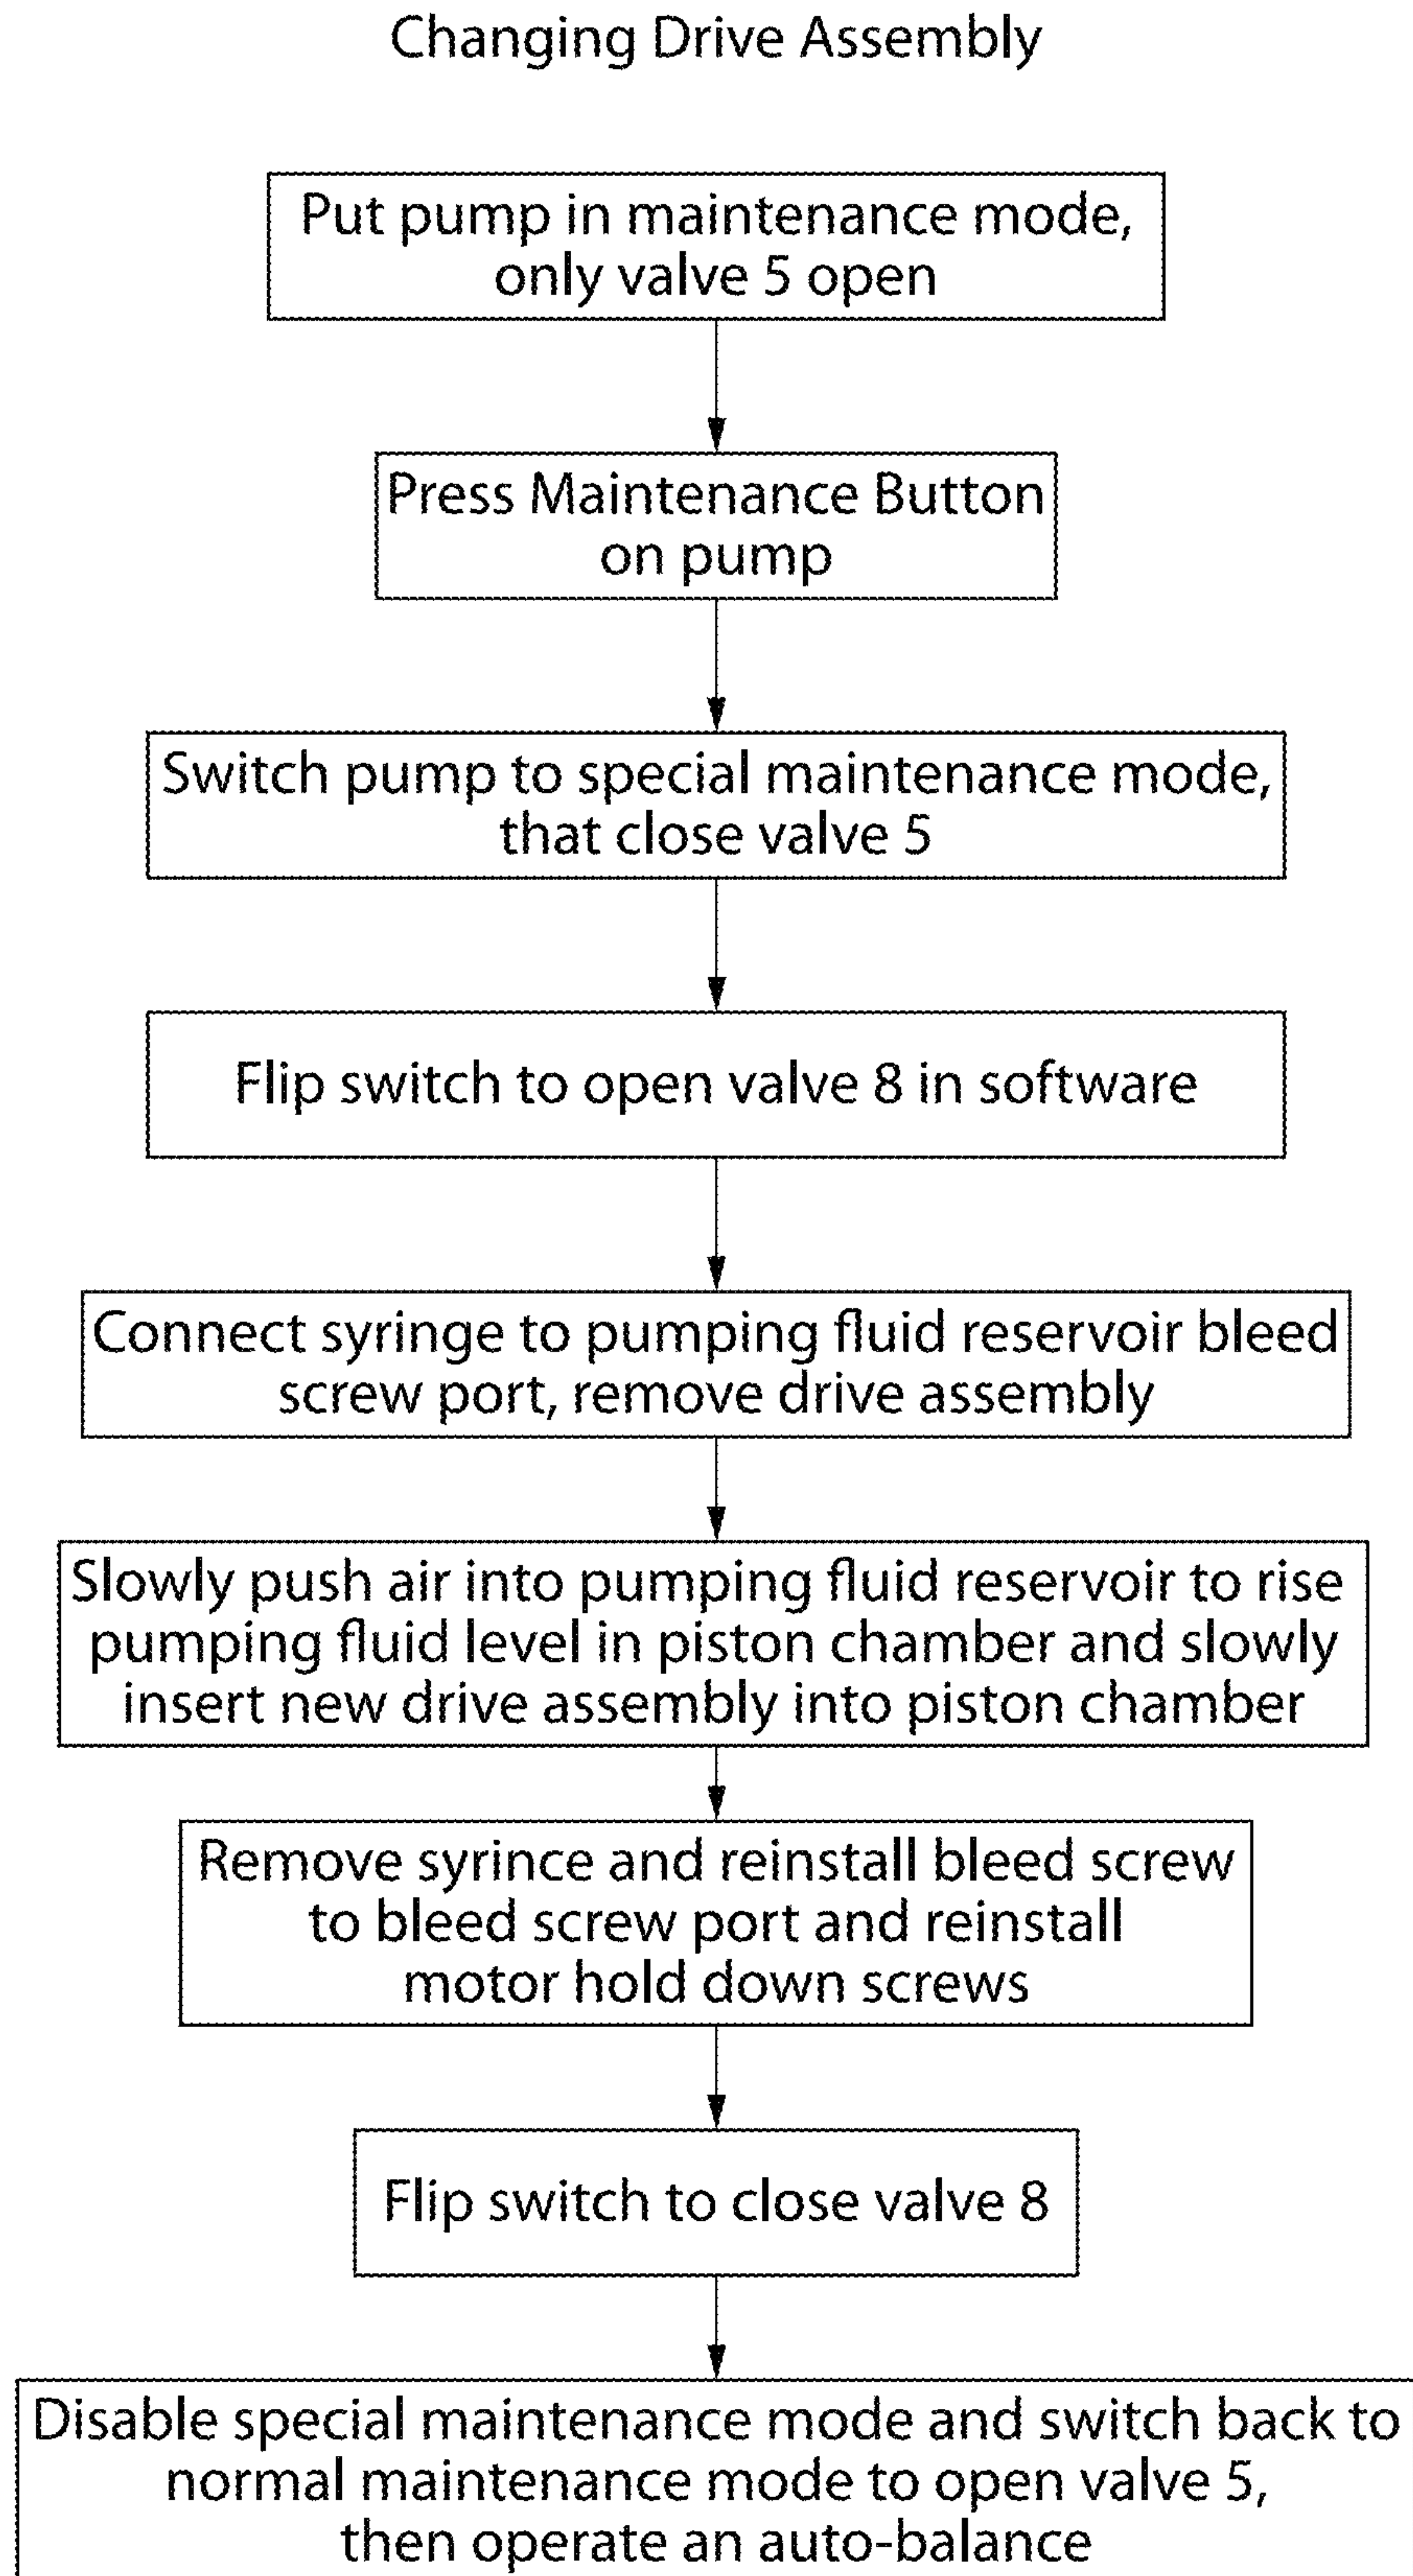 Changing Drive Assembly
Put pump in maintenance mode,
only valve 5 open
Press Maintenance Button
on pump
Switch pump to special maintenance mode,
that close valve 5
Flip switch to open valve 8 in software
Connect syringe to pumping fluid reservoir bleed
screw port, remove drive assembly
Slowly push air into pumping fluid reservoir to rise
pumping fluid level in piston chamber and slowly
insert new drive assembly into piston chamber
Remove syrince and reinstall bleed screw
to bleed screw port and reinstall
motor hold down screws
Flip switch to close valve 8
Disable special maintenance mode and switch back to
normal maintenance mode to open valve 5,
then operate an auto-balance